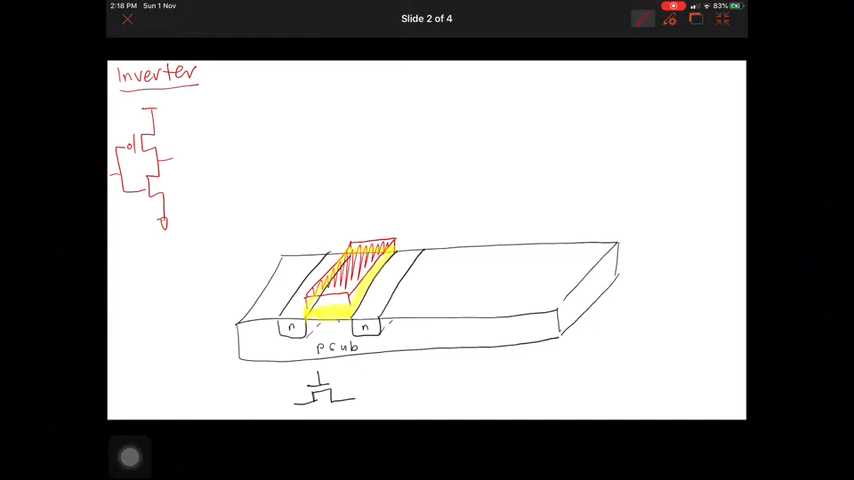 2:18 PM Sun 1 Nov
83%
Slide 2 of 4
Inverter
n n
psub